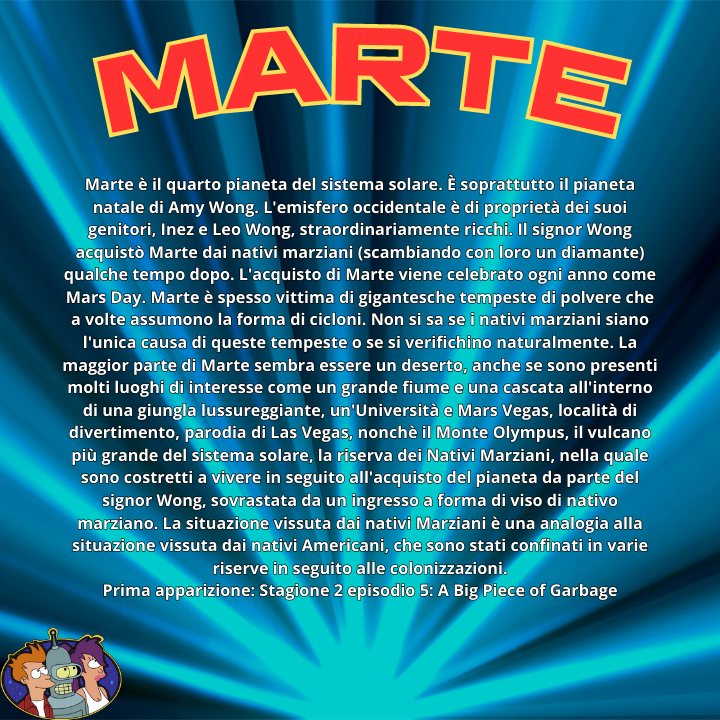 MARTE
Marte è il quarto pianeta del sistema solare. È soprattutto il pianeta
natale di Amy Wong. L'emisfero occidentale è di proprietà dei suoi
genitori, Inez e Leo Wong, straordinariamente ricchi. Il signor Wong
acquistò Marte dai nativi marziani (scambiando con loro un diamante)
qualche tempo dopo. L'acquisto di Marte viene celebrato ogni anno come
Mars Day. Marte è spesso vittima di gigantesche tempeste di polvere che
a volte assumono la forma di cicloni. Non si sa se i nativi marziani siano
l'unica causa di queste tempeste o se si verifichino naturalmente. La
maggior parte di Marte sembra essere un deserto, anche se sono presenti
molti luoghi di interesse come un grande fiume e una cascata all'interno
di una giungla lussureggiante, un'Università e Mars Vegas, località di
divertimento, parodia di Las Vegas, nonchè il Monte Olympus, il vulcano
più grande del sistema solare, la riserva dei Nativi Marziani, nella quale
sono costretti a vivere in seguito all'acquisto del pianeta da parte del
signor Wong, sovrastata da un ingresso a forma di viso di nativo
marziano. La situazione vissuta dai nativi Marziani è una analogia alla
situazione vissuta dai nativi Americani, che sono stati confinati in varie
riserve in seguito alle colonizzazioni.
Prima apparizione: Stagione 2 episodio 5: A Big Piece of Garbage